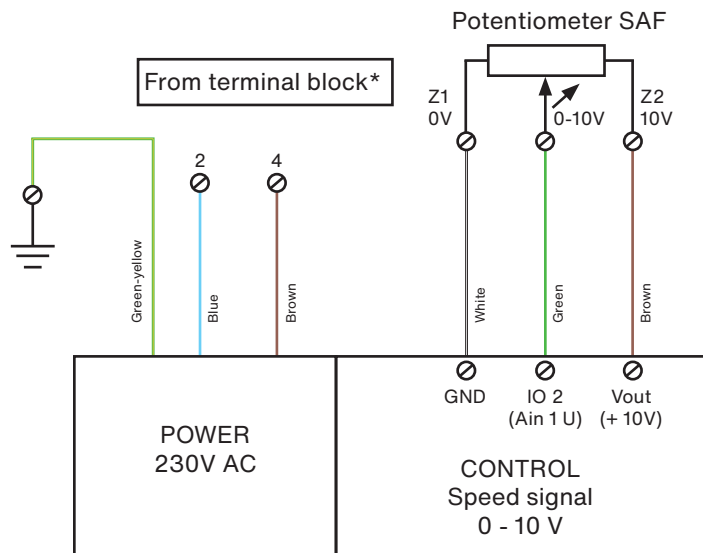 Potentiometer SAF
From terminal block*
Z1
0V
0-10V
Z2
10V
2
4
Green-yellow
Blue
Brown
White
Green
Brown
GND
IO 2
(Ain 1 U)
Vout
(+ 10V)
POWER
230V AC
CONTROL
Speed signal
0 - 10 V